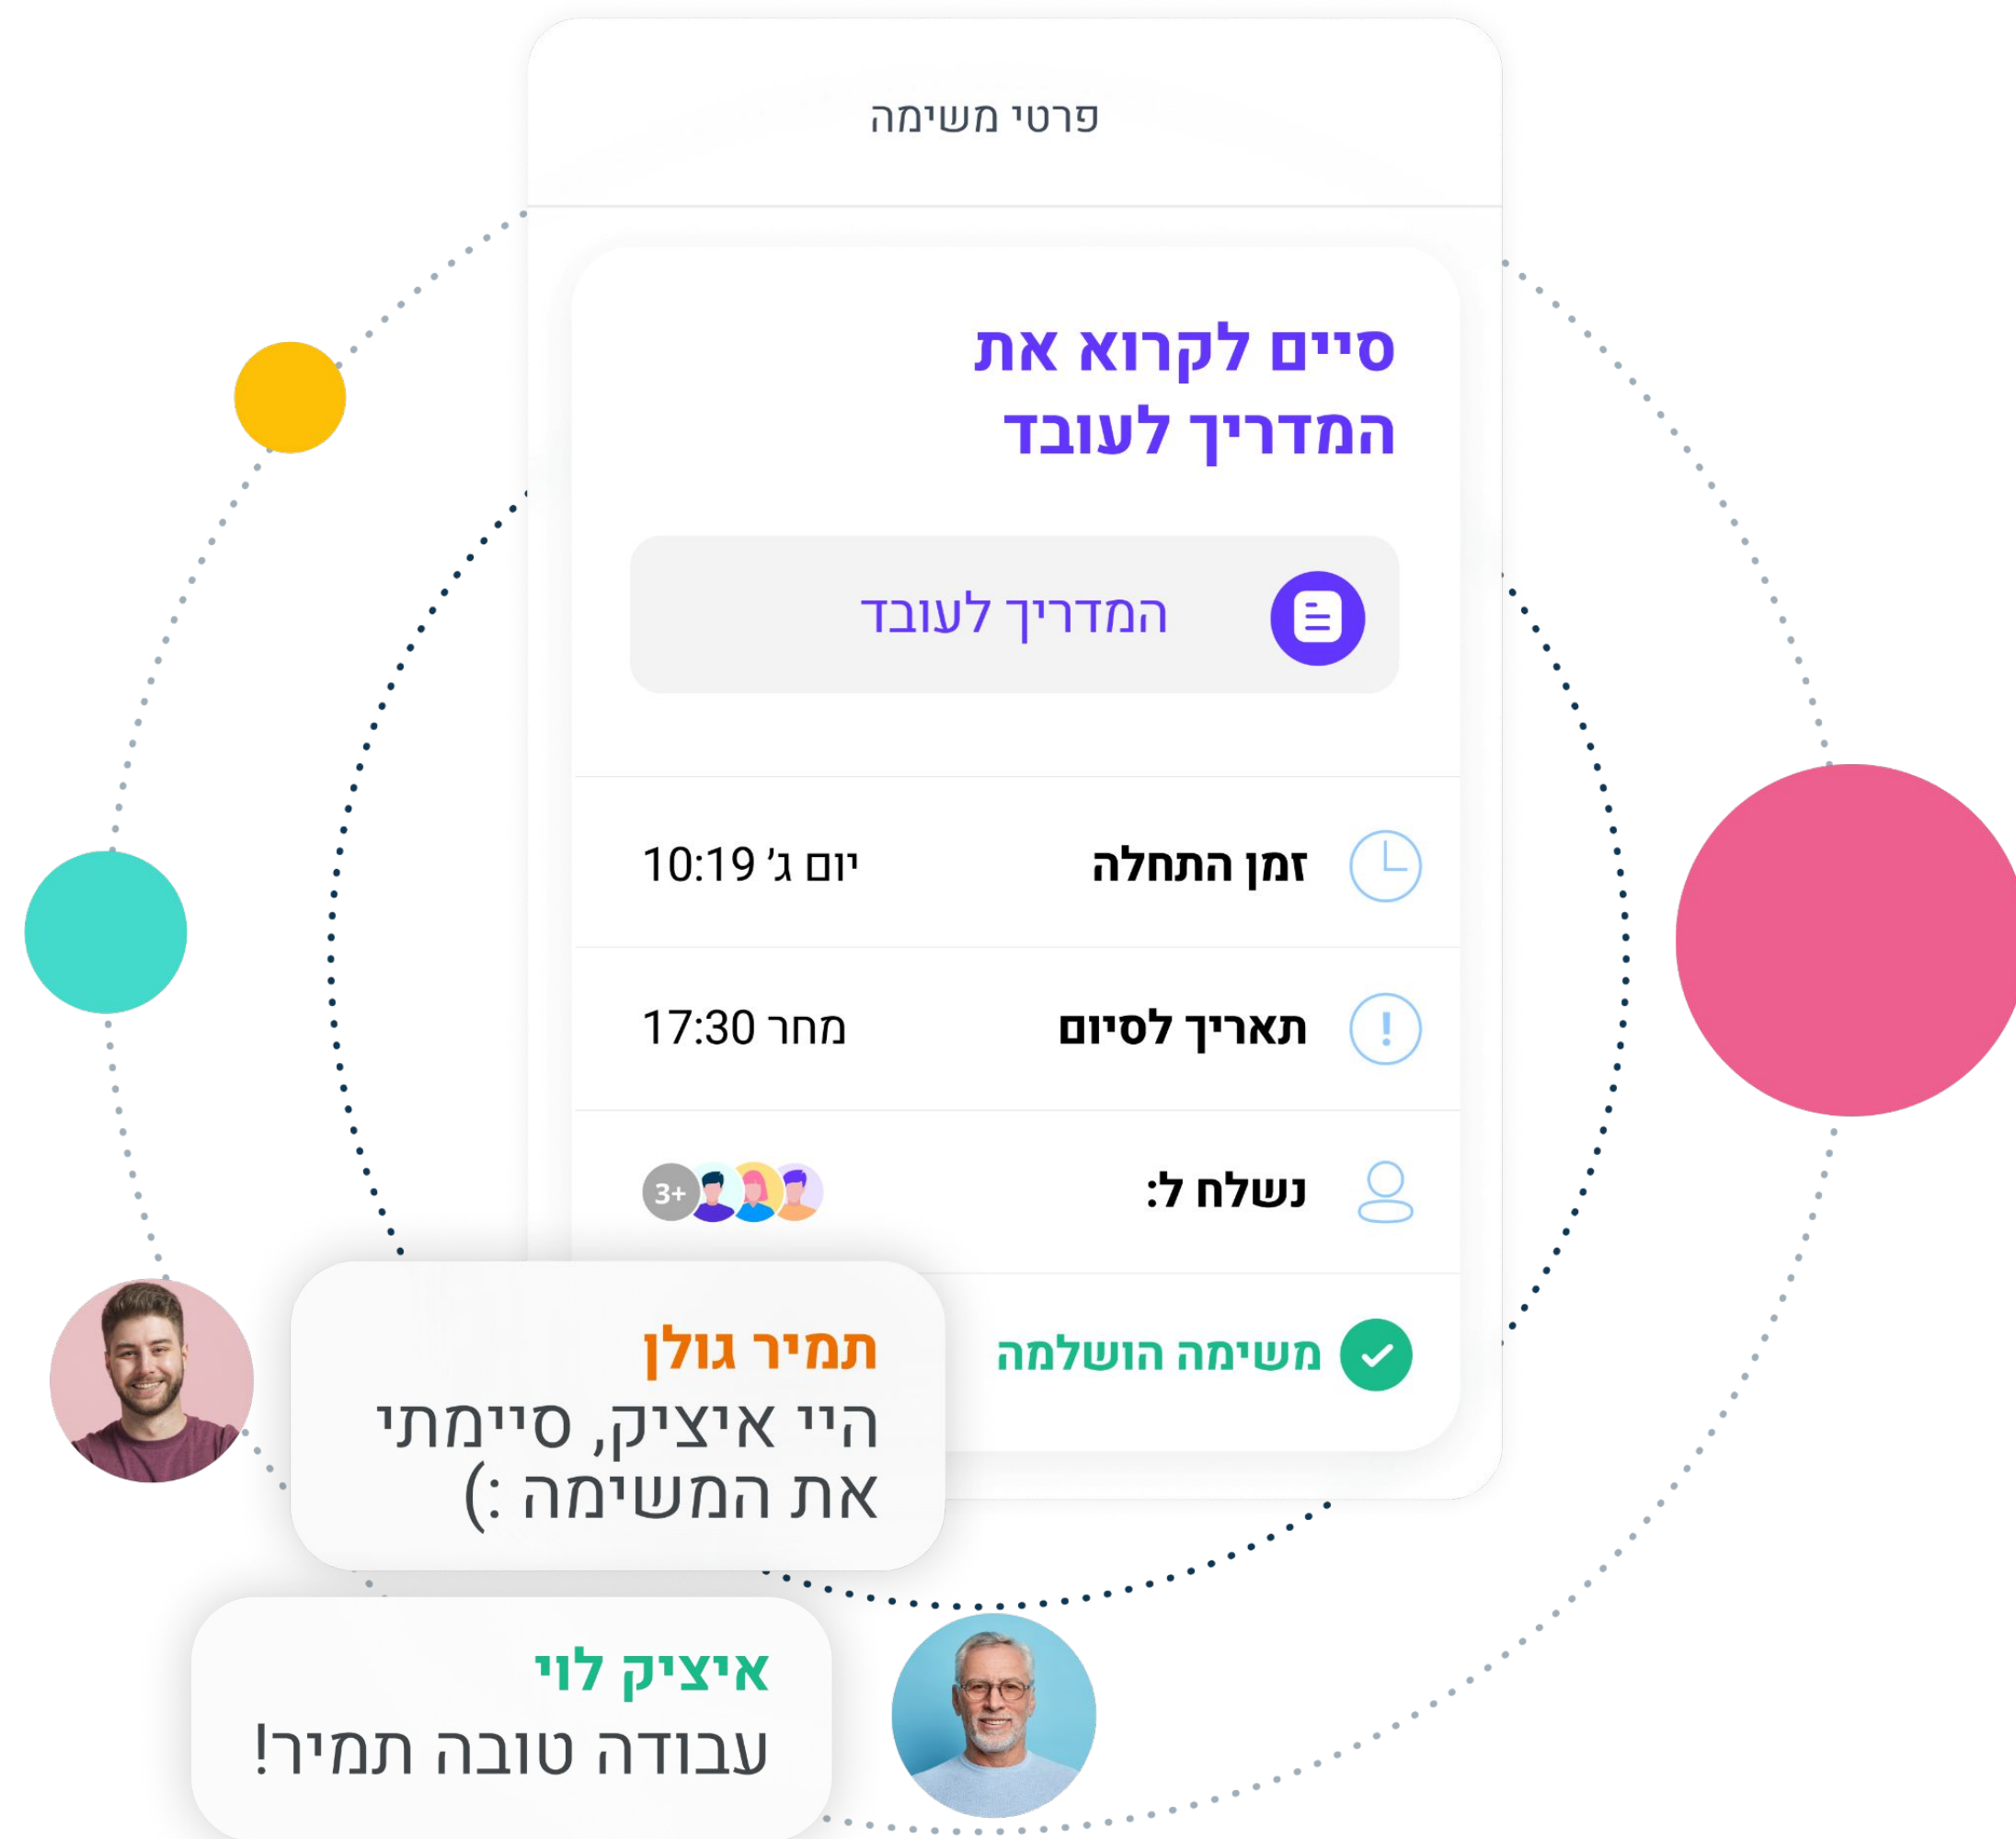 פרטי משימה
סיים לקרוא את
המדריך לעובד
המדריך לעובד
זמן התחלה
יום ג׳ 10:19
תאריך לסיום
מחר 17:30
נשלח ל:
3+
משימה הושלמה
תמיר גולן
היי איציק, סיימתי
את המשימה :)
איציק לוי
עבודה טובה תמיר!